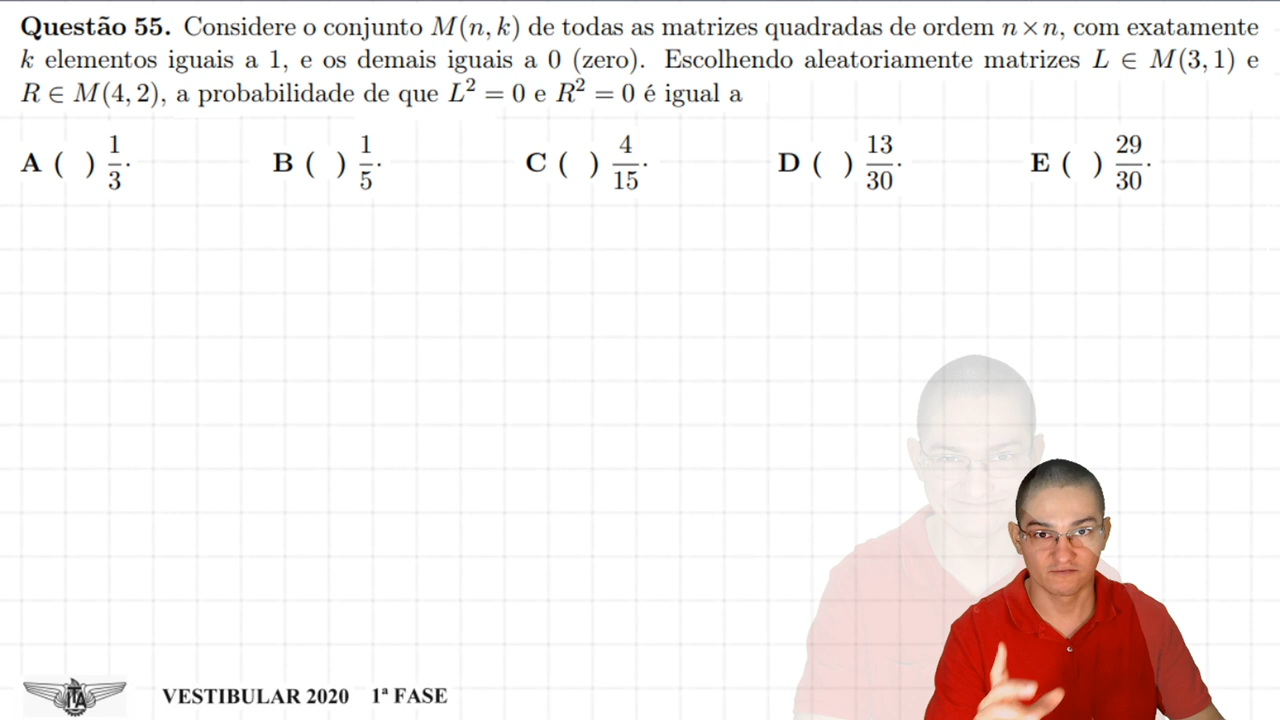 Questão 55. Considere o conjunto M(n, k) de todas as matrizes quadradas de ordem n×n, com exatamente
k elementos iguais a 1, e os demais iguais a 0 (zero). Escolhendo aleatoriamente matrizes L ∈ M(3, 1) e
R ∈ M(4, 2), a probabilidade de que L² = 0 e R² = 0 é igual a
A ( ) 1/3. B ( ) 1/5. C ( ) 4/15. D ( ) 13/30. E ( ) 29/30.
ITA VESTIBULAR 2020 1ª FASE